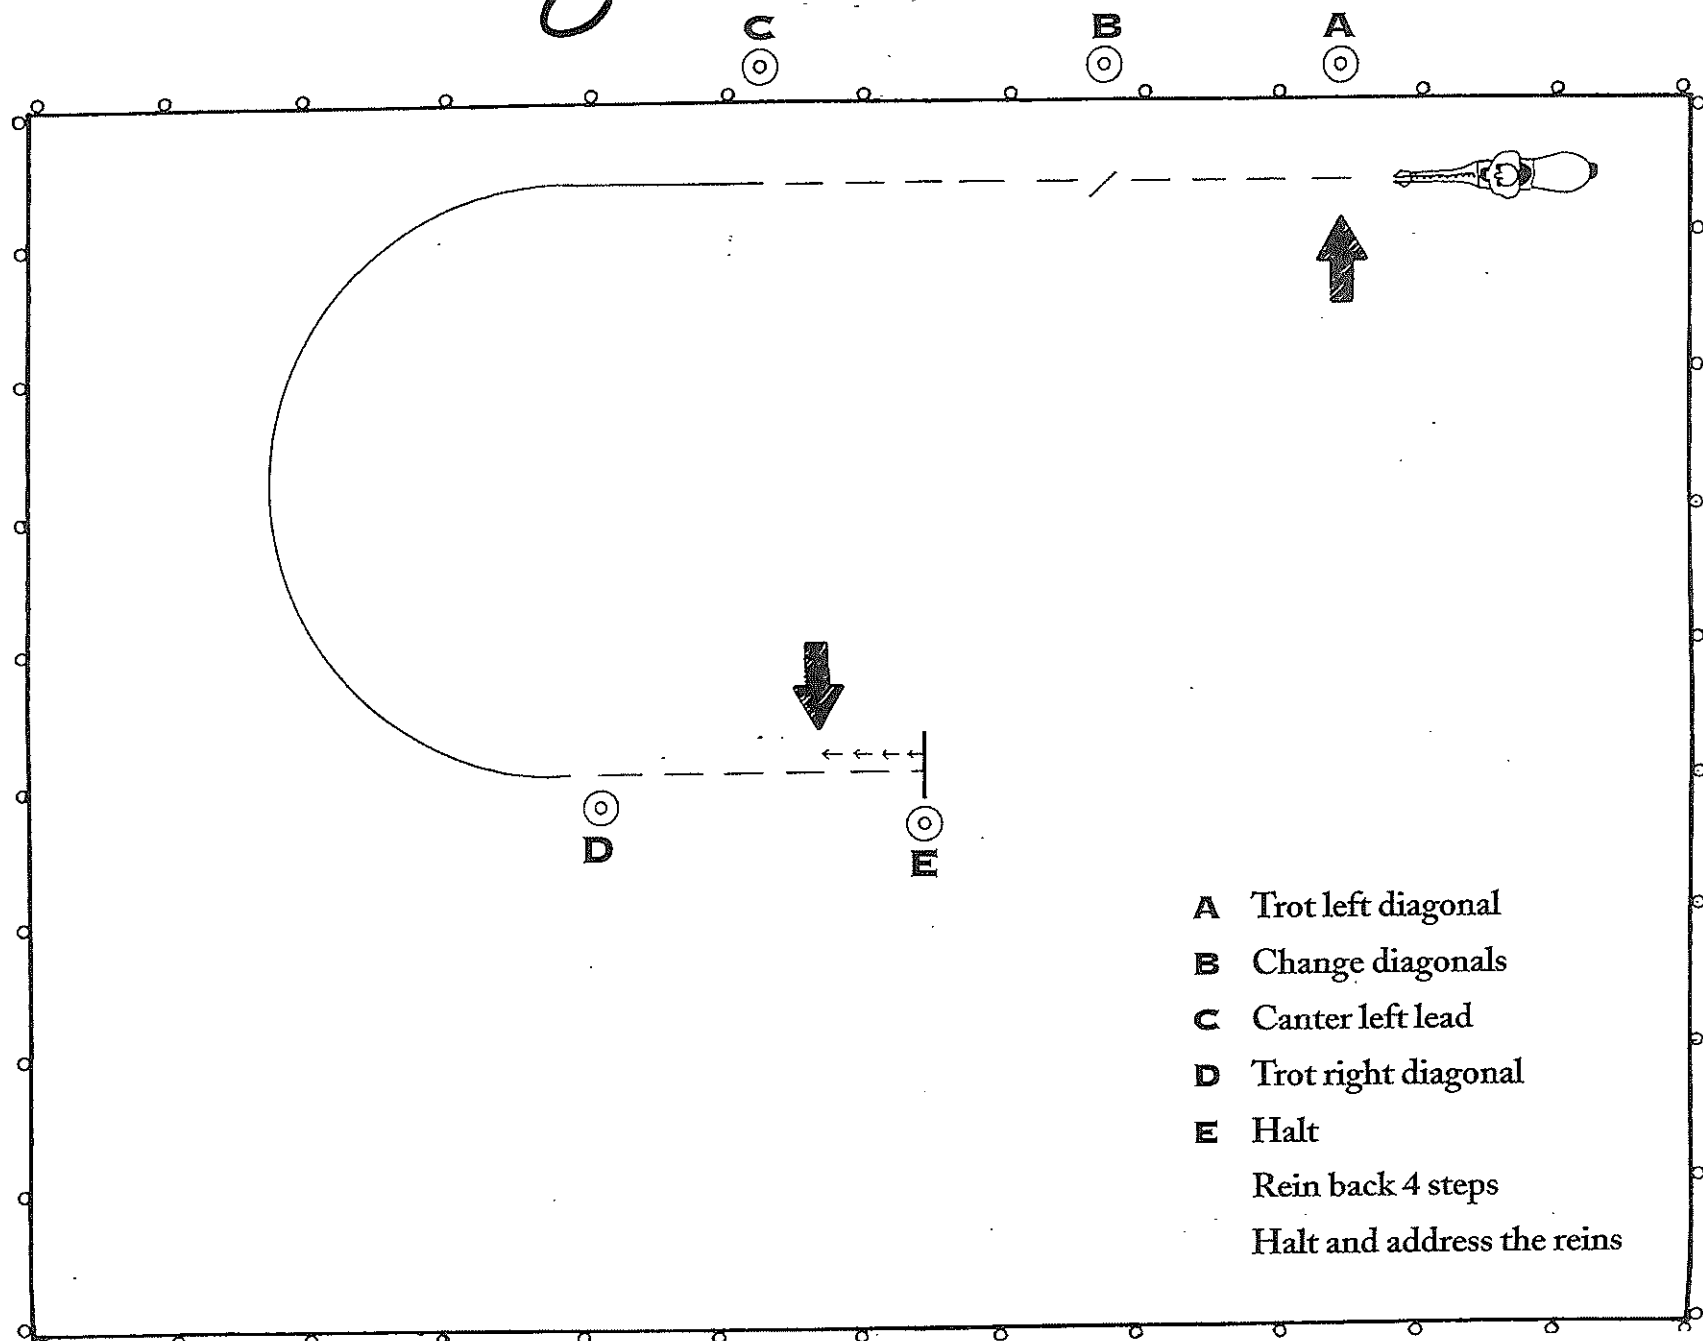 C B A
D
E
A Trot left diagonal
B Change diagonals
C Canter left lead
D Trot right diagonal
E Halt
Rein back 4 steps
Halt and address the reins